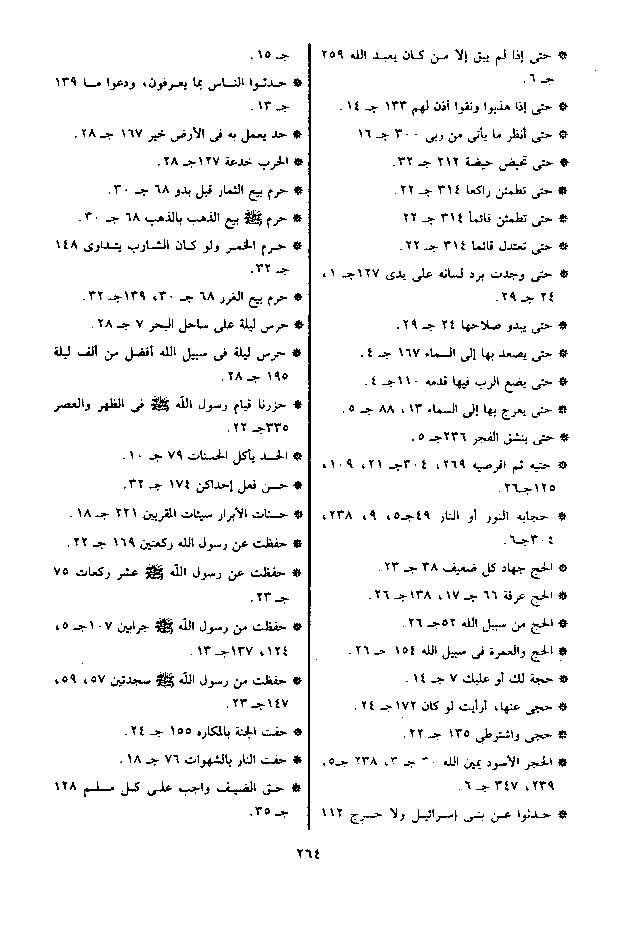 * حتى إذا لم يبق إلا من كان يعبد الله ٢٥٩
جـ ٦.
* حتى إذا هذبوا ونقوا أذن لهم ١٣٣ جـ ١٤.
* حتى أنظر ما يأتى من ربى ٣٠٠ جـ ١٦
* حتى تحيض حيضة ٢١٢ جـ ٣٢.
* حتى تطمئن راكعا ٣١٤ جـ ٢٢.
* حتى تطمئن قائماً ٣١٤ جـ ٢٢
* حتى تعتدل قائما ٣١٤ جـ ٢٢.
* حتى وجدت برد لسانه على يدى ١٢٧جـ ١،
٢٤ جـ ٢٩.
* حتى يبدو صلاحها ٢٤ جـ ٢٩.
* حتى يصعد بها إلى السماء ١٦٧ جـ ٤.
* حتى يضع الرب فيها قدمه ١١٠جـ ٤.
* حتى يعرج بها إلى السماء ١٣، ٨٨ جـ ٥.
* حتى ينشق الفجر ٢٣٦جـ ٥.
* حتيه ثم اقرصيه ٢٦٩، ٣٠٤جـ ٢١، ١٠٩،
١٢٥جـ٢٦.
* حجابه النور أو النار ٤٩جـ٥، ٩، ٢٣٨،
٣٠٤جـ٦.
* الحج جهاد كل ضعيف ٣٨ جـ ٢٣.
* الحج عرفة ٦٦ جـ ١٧، ١٣٨جـ ٢٦.
* الحج من سبيل الله ٥٢جـ ٢٦.
* الحج والعمرة فى سبيل الله ١٥٤ جـ ٢٦.
* حجة لك أو عليك ٧ جـ ١٤.
* حجى عنها، أرأيت لو كان ١٧٢جـ ٢٤.
* حجى واشترطى ١٣٥ جـ ٢٢.
* الحجر الأسود يمين الله جـ ٣، ٢٣٨ جـ٥،
٢٣٩، ٣٤٧ جـ ٦.
* حدثوا عن بنى إسرائيل ولا حرج ١١٢
جـ ١٥.
* حدثوا الناس بما يعرفون، ودعوا ما ١٣٩
جـ ١٣.
* حد يعمل به فى الأرض خير ١٦٧ جـ ٢٨.
* الحرب خدعة ١٢٧جـ ٢٨.
* حرم بيع الثمار قبل بدو ٦٨ جـ ٣٠.
* حرم ﷺ بيع الذهب بالذهب ٦٨ جـ ٣٠.
* حرم الخمر ولو كان الشارب يتداوى ١٤٨
جـ ٣٢.
* حرم بيع الغرر ٦٨ جـ ٣٠، ١٣٩جـ ٣٢.
* حرس ليلة على ساحل البحر ٧ جـ ٢٨.
* حرس ليلة فى سبيل الله أفضل من ألف ليلة
١٩٥ جـ ٢٨.
* حزرنا قيام رسول الله ﷺ فى الظهر والعصر
٣٣٥جـ ٢٢.
* الحسد يأكل الحسنات ٧٩ جـ ١٠.
* حسن فعل إحداكن ١٧٤ جـ ٣٢.
* حسنات الأبرار سيئات المقربين ٢٢١ جـ ١٨.
* حفظت عن رسول الله ركعتين ١٦٩ جـ ٢٢.
* حفظت عن رسول الله ﷺ عشر ركعات ٧٥
جـ ٢٣.
* حفظت من رسول الله ﷺ جرابين ١٠٧جـ ٥،
١٢٤، ١٣٧جـ ١٣.
* حفظت من رسول الله ﷺ سجدتين ٥٧، ٥٩،
١٤٧جـ ٢٣.
* حفت الجنة بالمكاره ١٥٥ جـ ٢٤.
* حفت النار بالشهوات ٧٦ جـ ١٨.
* حق الضيف واجب على كل مسلم ١٢٨
جـ ٣٥.
٢٦٤